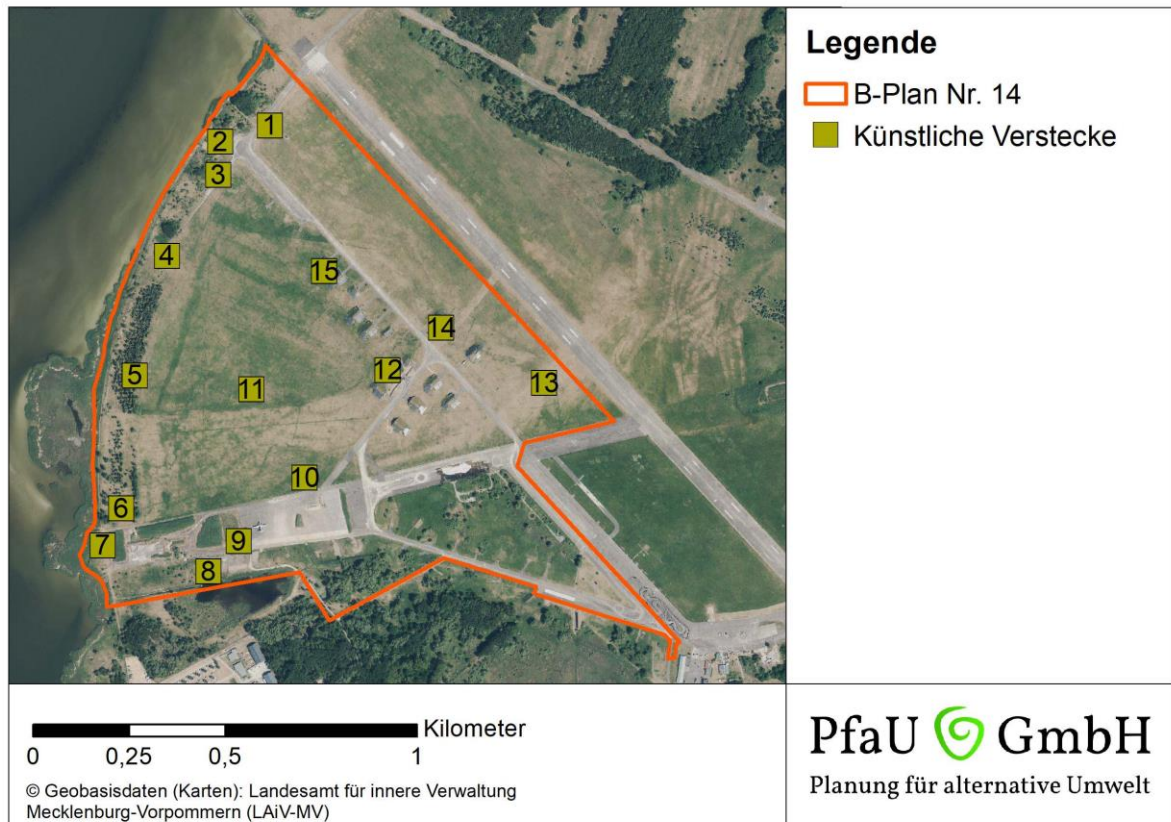 Legende
B-Plan Nr. 14
Künstliche Verstecke
1
2
3
4
15
14
5
12
13
11
10
6
7
9
8
Kilometer
0 0,25 0,5 1
© Geobasisdaten (Karten): Landesamt für innere Verwaltung
Mecklenburg-Vorpommern (LAiV-MV)
PfaU GmbH
Planung für alternative Umwelt